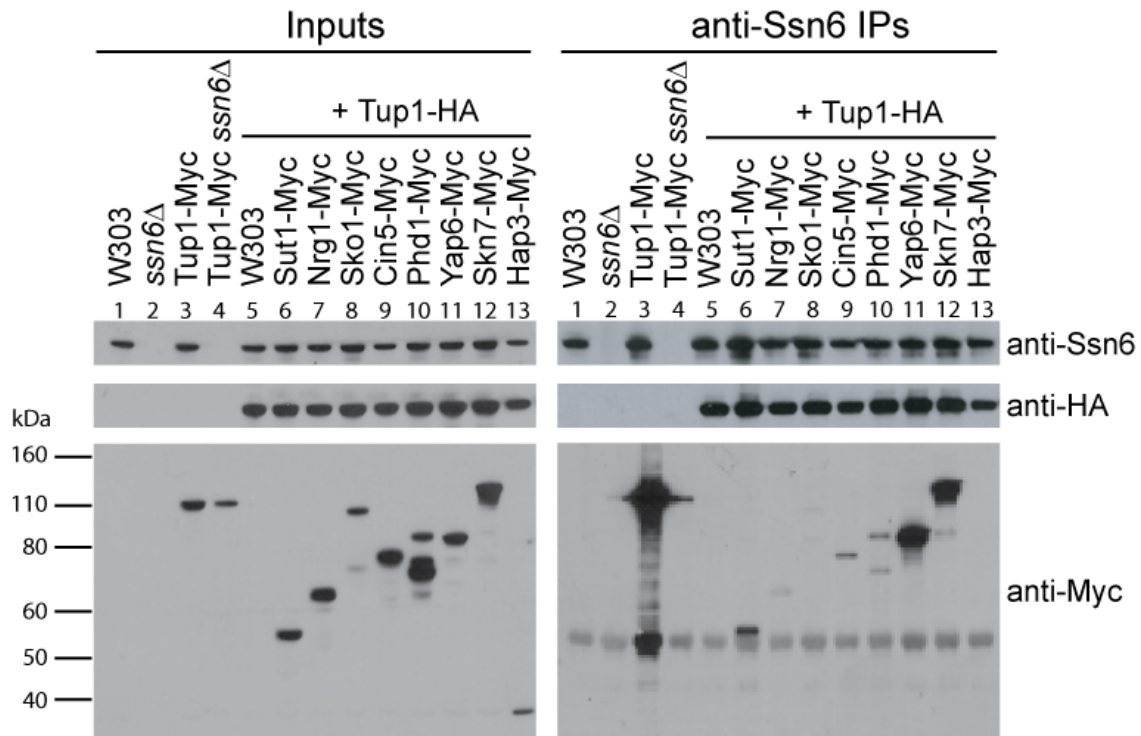 Inputs
anti-Ssn6 IPs
+ Tup1-HA
+ Tup1-HA
W303
ssn6Δ
Tup1-Myc
Tup1-Myc ssn6Δ
W303
Sut1-Myc
Nrg1-Myc
Sko1-Myc
Cin5-Myc
Phd1-Myc
Yap6-Myc
Skn7-Myc
Hap3-Myc
W303
ssn6Δ
Tup1-Myc
Tup1-Myc ssn6Δ
W303
Sut1-Myc
Nrg1-Myc
Sko1-Myc
Cin5-Myc
Phd1-Myc
Yap6-Myc
Skn7-Myc
Hap3-Myc
1 2 3 4 5 6 7 8 9 10 11 12 13
1 2 3 4 5 6 7 8 9 10 11 12 13
anti-Ssn6
anti-HA
kDa
160
110
80
60
50
40
anti-Myc